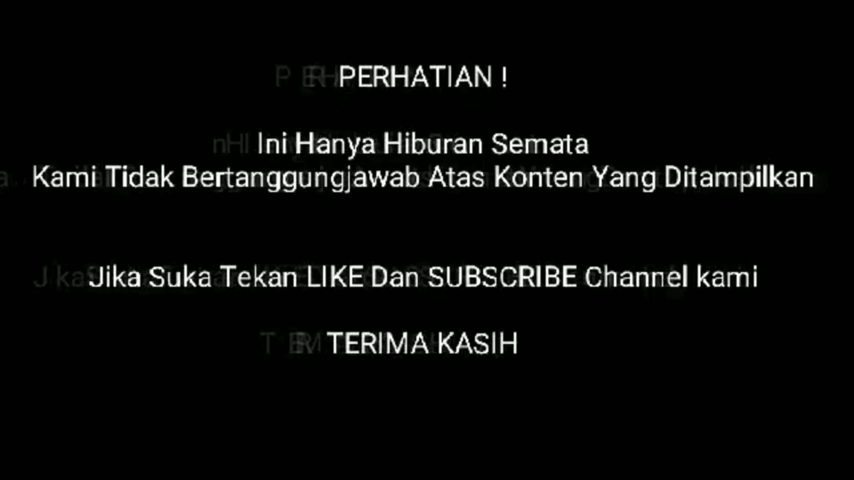 PERHATIAN !
Ini Hanya Hiburan Semata
Kami Tidak Bertanggungjawab Atas Konten Yang Ditampilkan
Jika Suka Tekan LIKE Dan SUBSCRIBE Channel kami
TERIMA KASIH